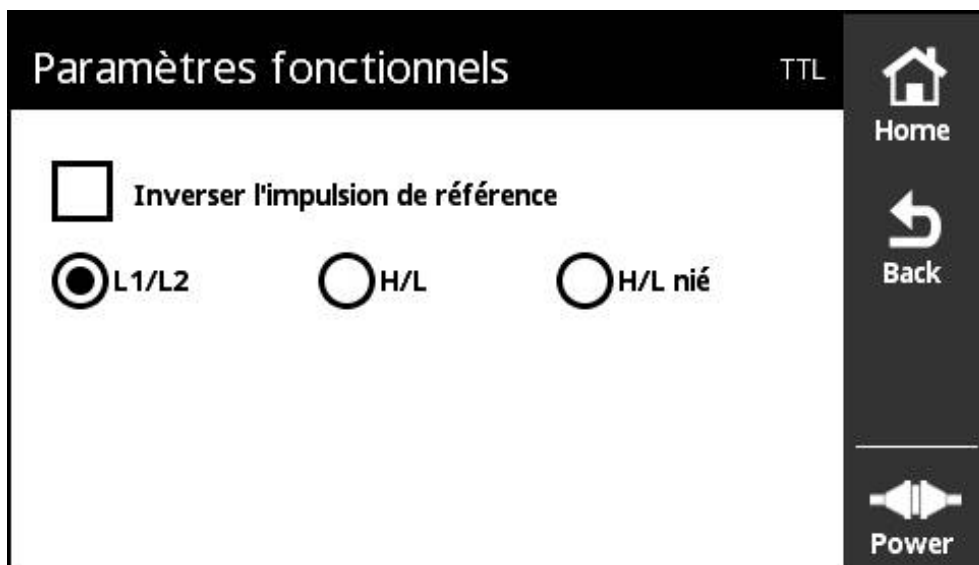 Paramètres fonctionnels TTL
Home
Inverser l'impulsion de référence
Back
L1/L2 H/L H/L nié
Power